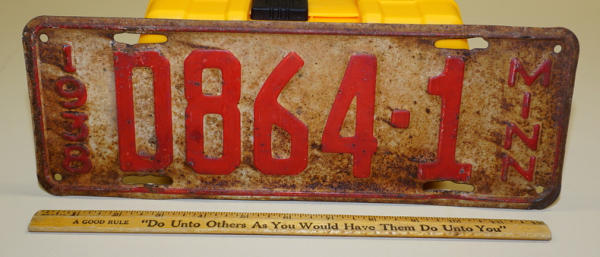 D864-1
MINN
A GOOD RULE "Do Unto Others As You Would Have Them Do Unto You"